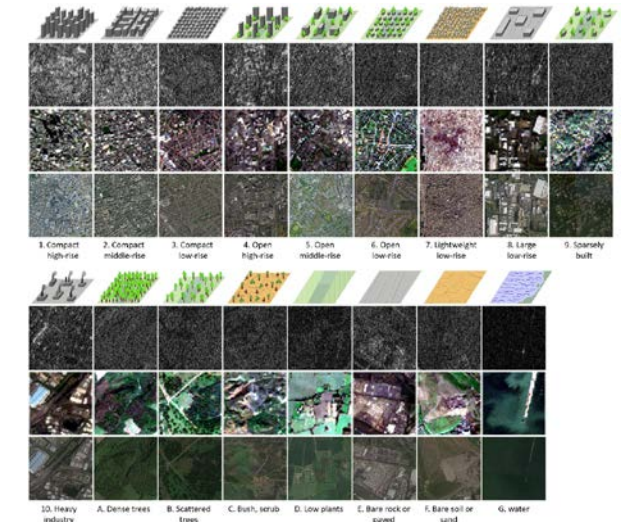 1. Compact 2. Compact 3. Compact 4. Open 5. Open 6. Open 7. Lightweight 8. Large 9. Sparsely
high-rise middle-rise low-rise high-rise middle-rise low-rise low-rise low-rise built
10. Heavy A. Dense trees B. Scattered C. Bush, scrub D. Low plants E. Bare rock or F. Bare soil or G. water
industry trees paved sand